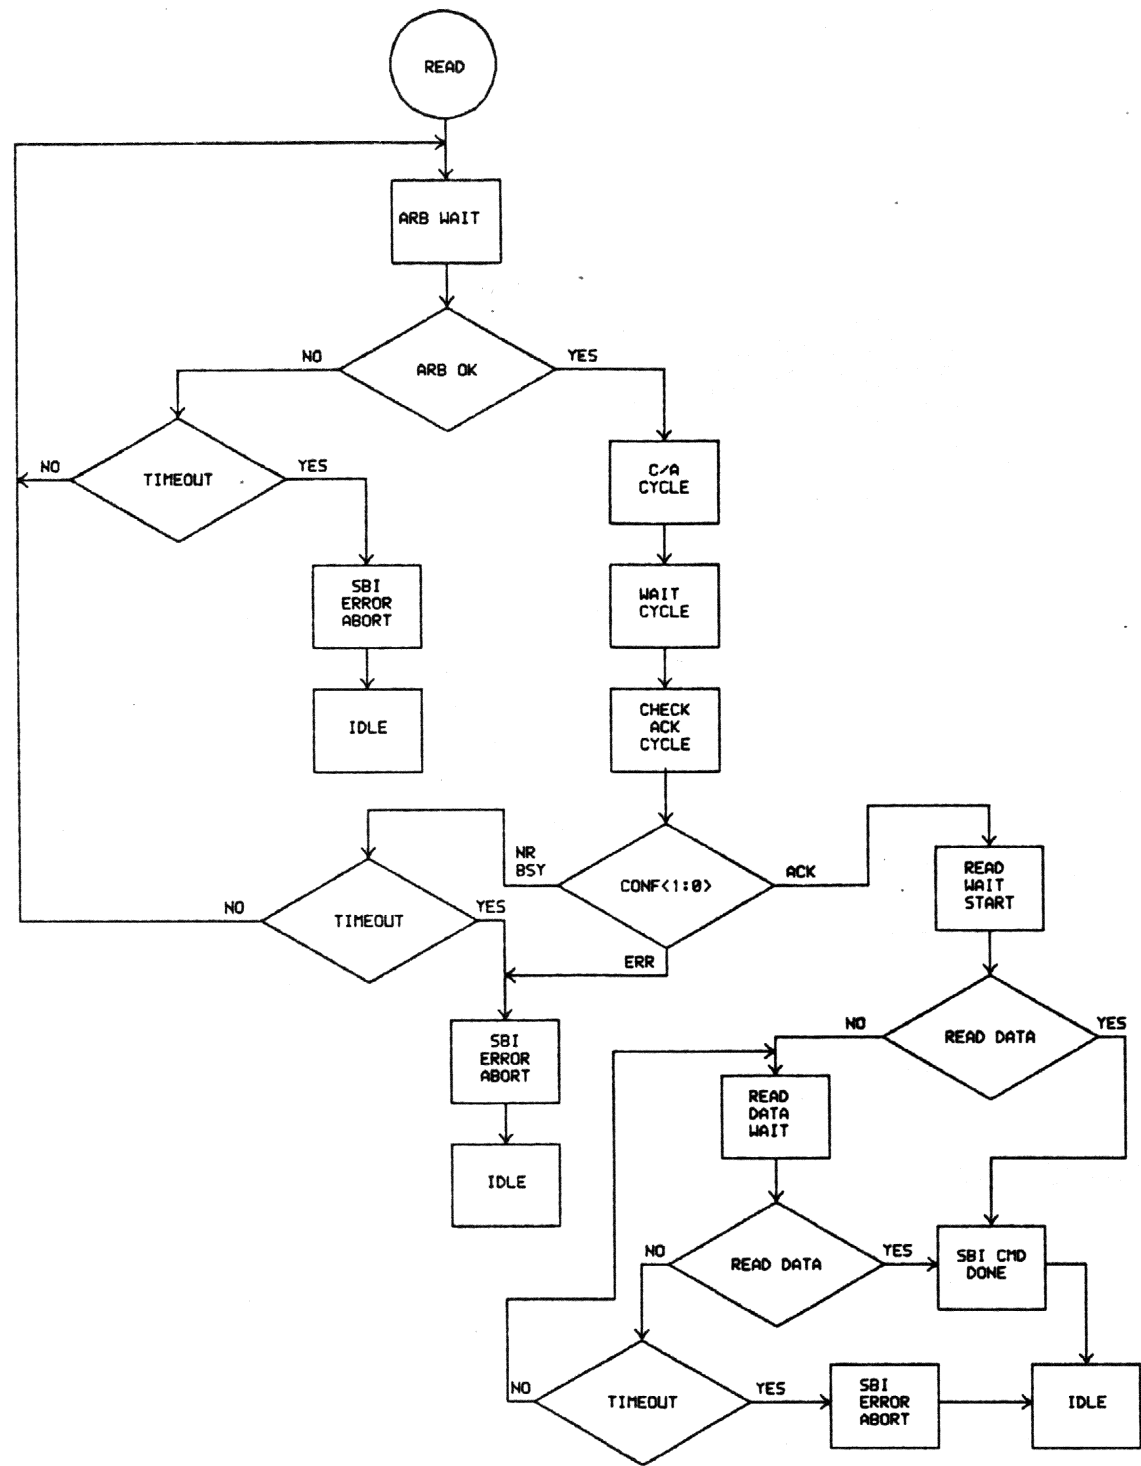 READ
ARB WAIT
NO
YES
ARB OK
NO
TIMEOUT
YES
C/A
CYCLE
SBI
ERROR
ABORT
WAIT
CYCLE
IDLE
CHECK
ACK
CYCLE
NR
BSY
CONF<1:0>
ACK
READ
WAIT
START
NO
TIMEOUT
YES
ERR
SBI
ERROR
ABORT
NO
READ DATA
YES
READ
DATA
WAIT
IDLE
NO
READ DATA
YES
SBI CMD
DONE
NO
TIMEOUT
YES
SBI
ERROR
ABORT
IDLE